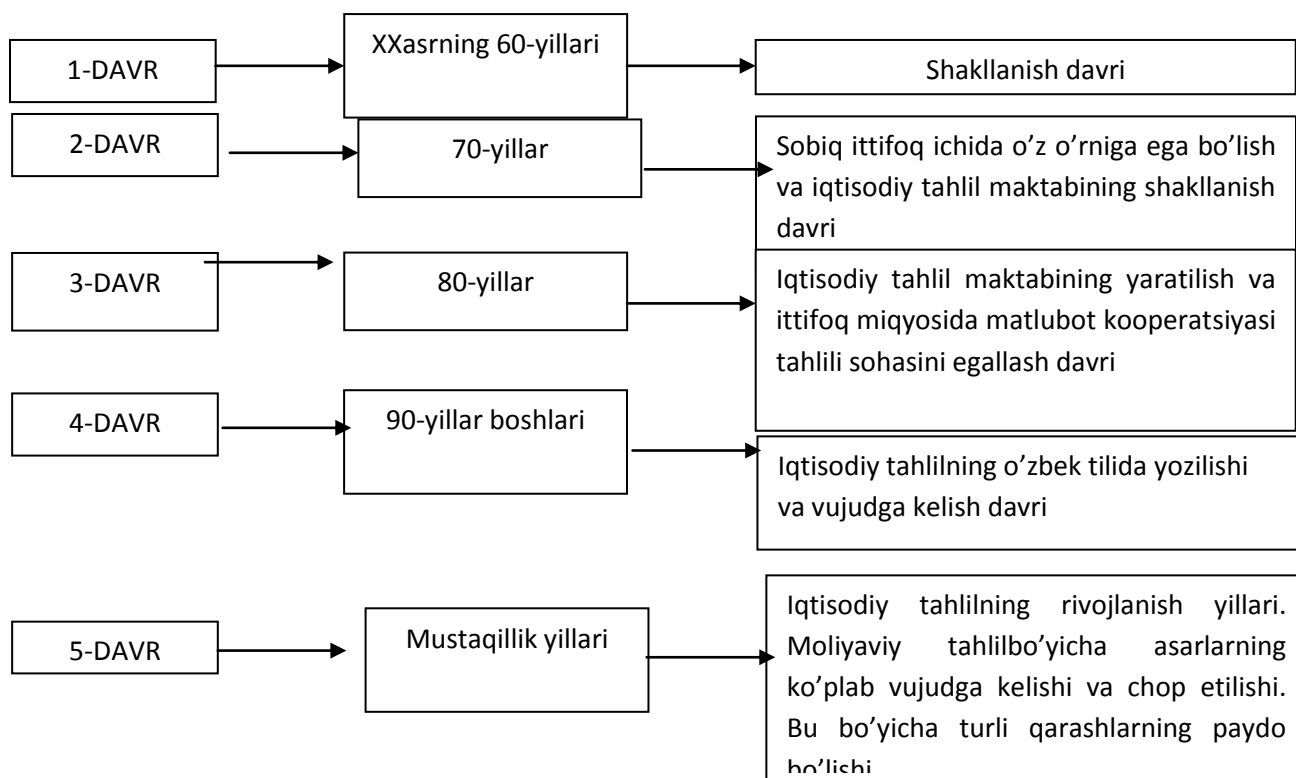 1-DAVR
XXasrning 60-yillari
Shakllanish davri
2-DAVR
70-yillar
Sobiq ittifoq ichida o’z o’rniga ega bo’lish
va iqtisodiy tahlil maktabining shakllanish
davri
3-DAVR
80-yillar
Iqtisodiy tahlil maktabining yaratilish va
ittifoq miqyosida matlubot kooperatsiyasi
tahlili sohasini egallash davri
4-DAVR
90-yillar boshlari
Iqtisodiy tahlilning o’zbek tilida yozilishi
va vujudga kelish davri
5-DAVR
Mustaqillik yillari
Iqtisodiy tahlilning rivojlanish yillari.
Moliyaviy tahlilbo’yicha asarlarning
ko’plab vujudga kelishi va chop etilishi.
Bu bo’yicha turli qarashlarning paydo
bo’lishi